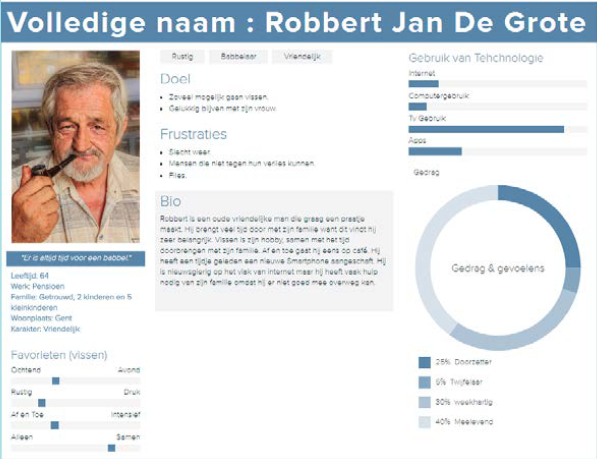 Volledige naam : Robbert Jan De Grote
Rustig Babbelaar Vriendelijk
Doel
• Zoveel mogelijk gaan vissen.
• Gelukkig blijven met zijn vrouw.
Frustraties
• Slecht weer
• Mensen die niet tegen hun verlies kunnen.
• Files.
Bio
Robbert is een oude vriendelijke man die graag een praatje
maakt. Hij brengt veel tijd door met zijn familie want dit vindt hij
zeer belangrijk. Vissen is zijn hobby, samen met het tijd
doorbrengen met zijn familie. Af en toe gaat hij eens op café. Hij
heeft een tijdje geleden een nieuwe Smartphone aangeschaft. Hij
is nieuwsgierig op het vlak van internet maar hij heeft vaak hulp
nodig van zijn familie omdat hij er niet goed mee overweg kan.
"Er is altijd tijd voor een babbel."
Leeftijd: 64
Werk: Pensioen
Familie: Getrouwd, 2 kinderen en 5
kleinkinderen
Woonplaats: Gent
Karakter: Vriendelijk
Favorieten (vissen)
Ochtend Avond
Rustig Druk
Af en Toe Intensief
Alleen Samen
Gebruik van Tehchnologie
Internet
Computergebruik
Tv Gebruik
Apps
Gedrag
Gedrag & gevoelens
25% Doorzetter
5% Twijfelaar
30% weekhartig
40% Meelevend